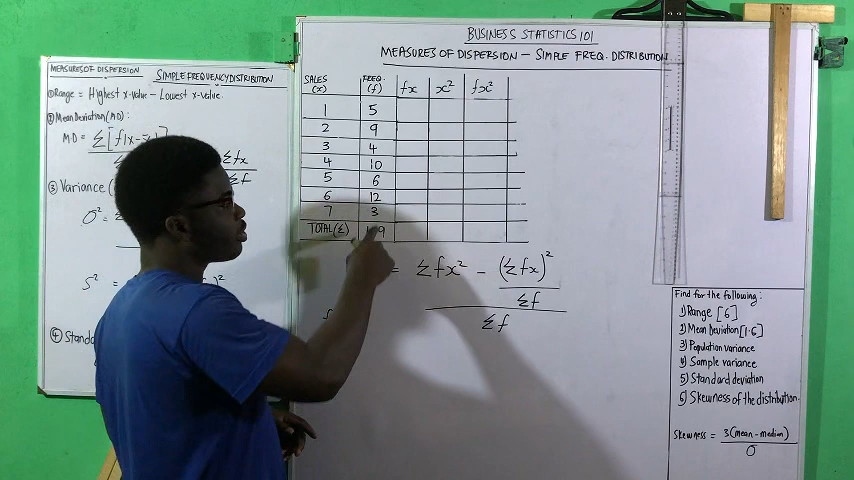 MEASURES OF DISPERSION
SIMPLE FREQUENCY DISTRIBUTION
① Range = Highest x-value - Lowest x-value.
② Mean Deviation (MD):
MD = Σ[f|x-x̄|]
Σfx
Σf
③ Variance
σ² =
S² =
)²
④ Standa
BUSINESS STATISTICS 101
MEASURES OF DISPERSION - SIMPLE FREQ. DISTRIBUTION
SALES (x) FREQ. (f) fx x² fx²
1 5
2 9
3 4
4 10
5 6
6 12
7 3
TOTAL(Σ) 9
= Σfx² - (Σfx)²
Σf
Σf
Find for the following:
1) Range [6]
2) Mean Deviation [1.6]
3) Population variance
4) Sample variance
5) Standard deviation
6) Skewness of the distribution.
Skewness = 3(mean - median)
σ